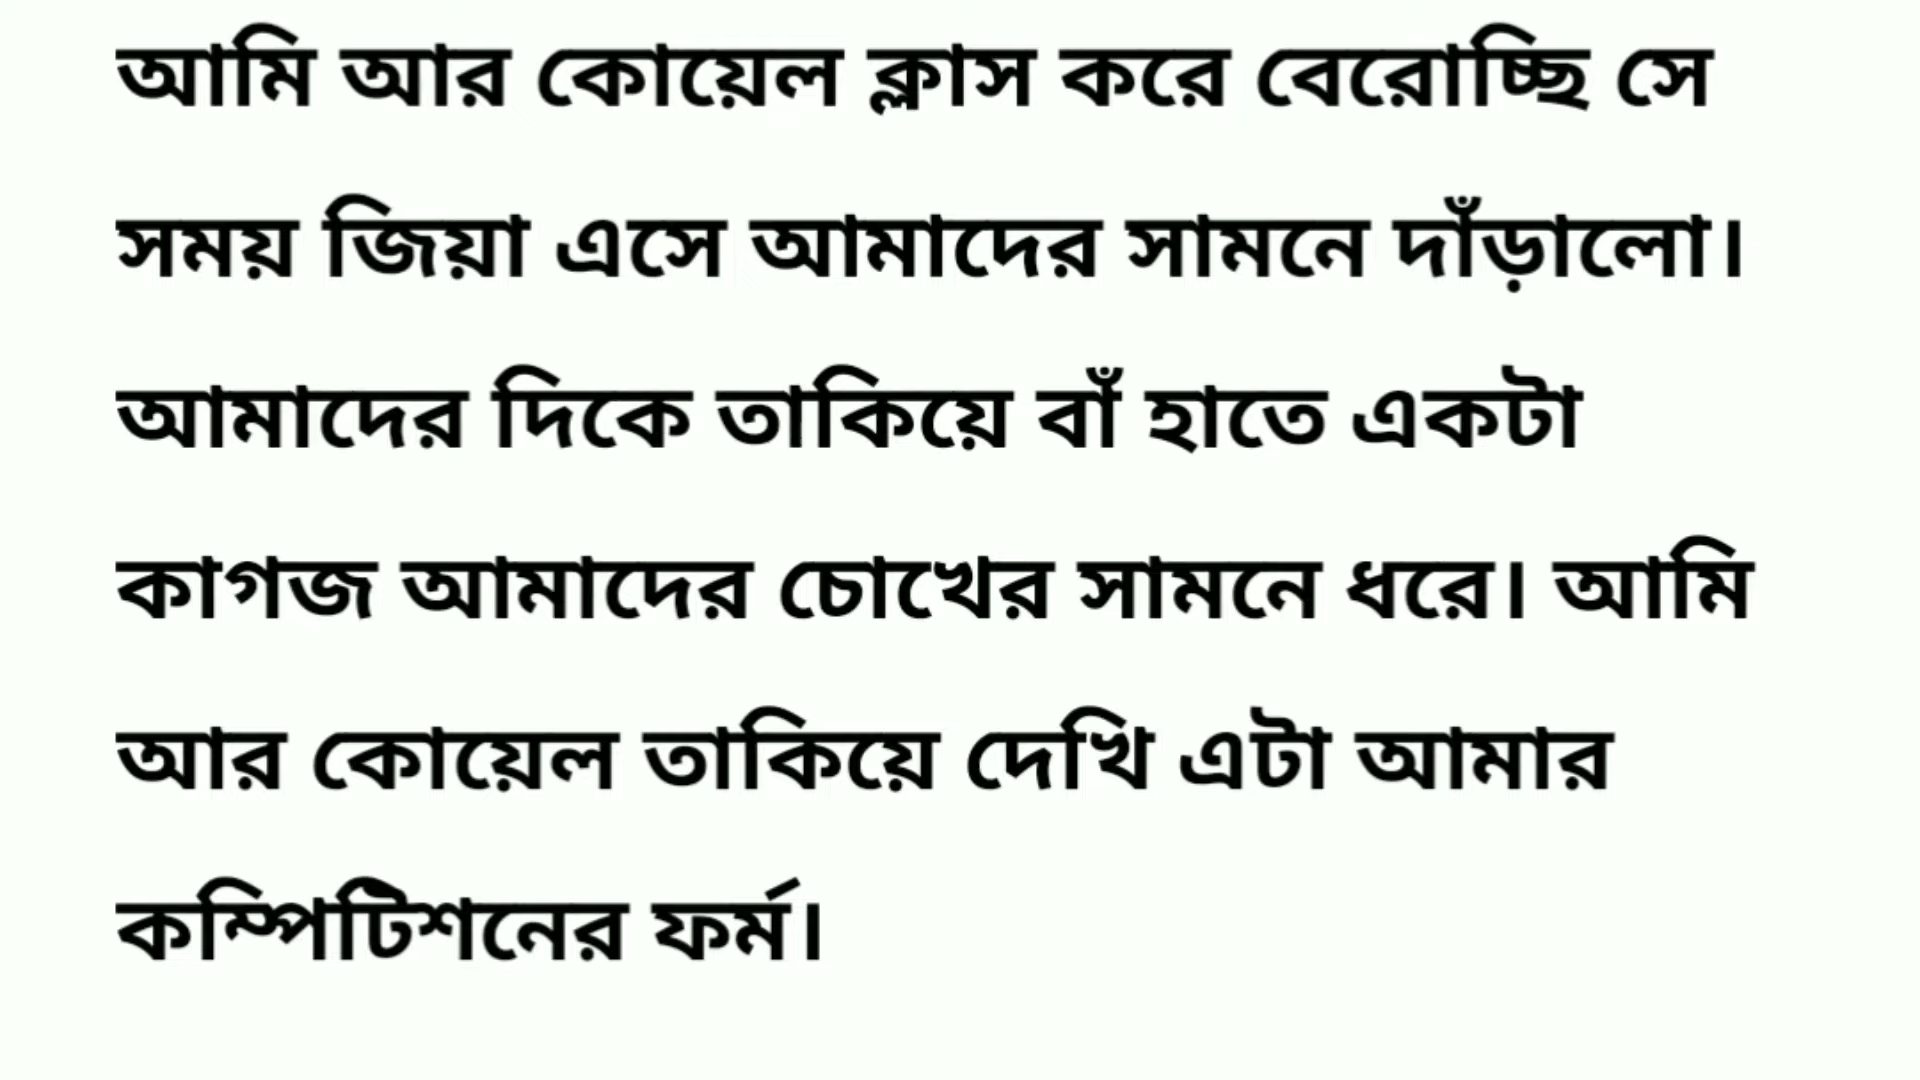 আমি আর কোয়েল ক্লাস করে বেরোচ্ছি সে
সময় জিয়া এসে আমাদের সামনে দাঁড়ালো।
আমাদের দিকে তাকিয়ে বাঁ হাতে একটা
কাগজ আমাদের চোখের সামনে ধরে। আমি
আর কোয়েল তাকিয়ে দেখি এটা আমার
কম্পিটিশনের ফর্ম।